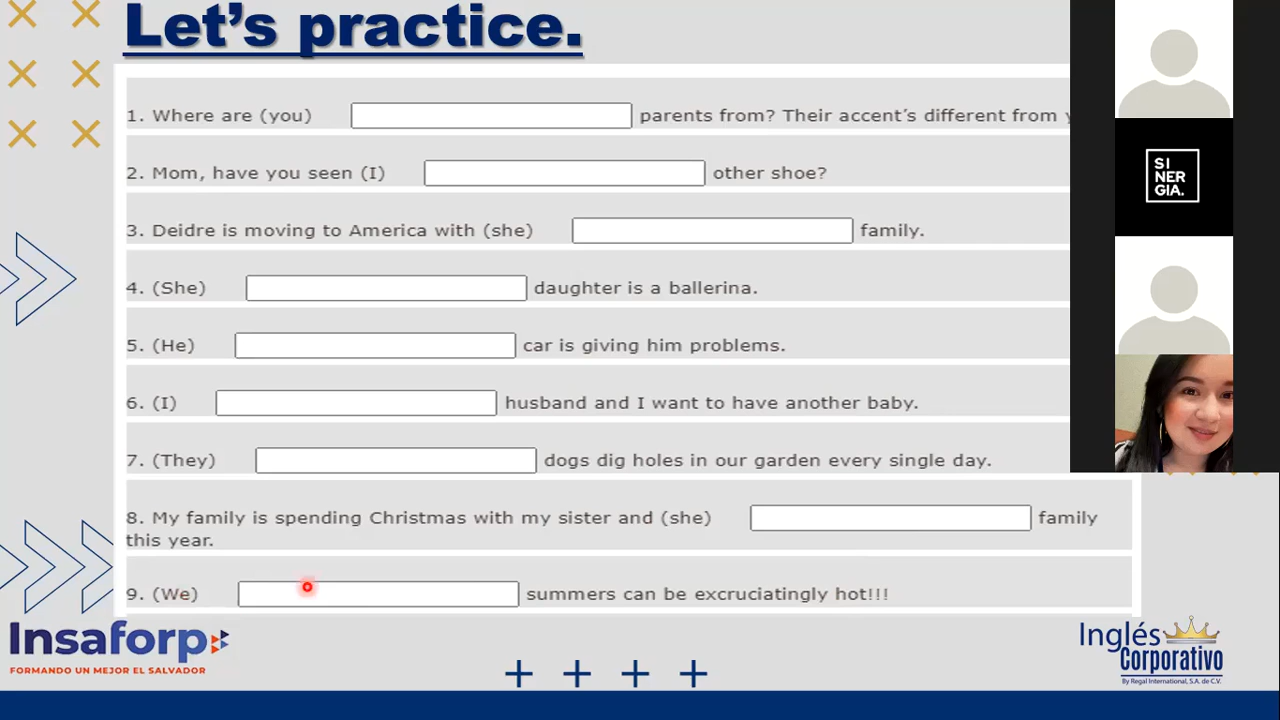 Let's practice.
1. Where are (you) parents from? Their accent's different from
2. Mom, have you seen (I) other shoe?
3. Deidre is moving to America with (she) family.
4. (She) daughter is a ballerina.
5. (He) car is giving him problems.
6. (I) husband and I want to have another baby.
7. (They) dogs dig holes in our garden every single day.
8. My family is spending Christmas with my sister and (she) family
this year.
9. (We) summers can be excruciatingly hot!!!
SI
NER
GIA.
Insaforp
FORMANDO UN MEJOR EL SALVADOR
Inglés
Corporativo
By Regal International, S.A. de C.V.